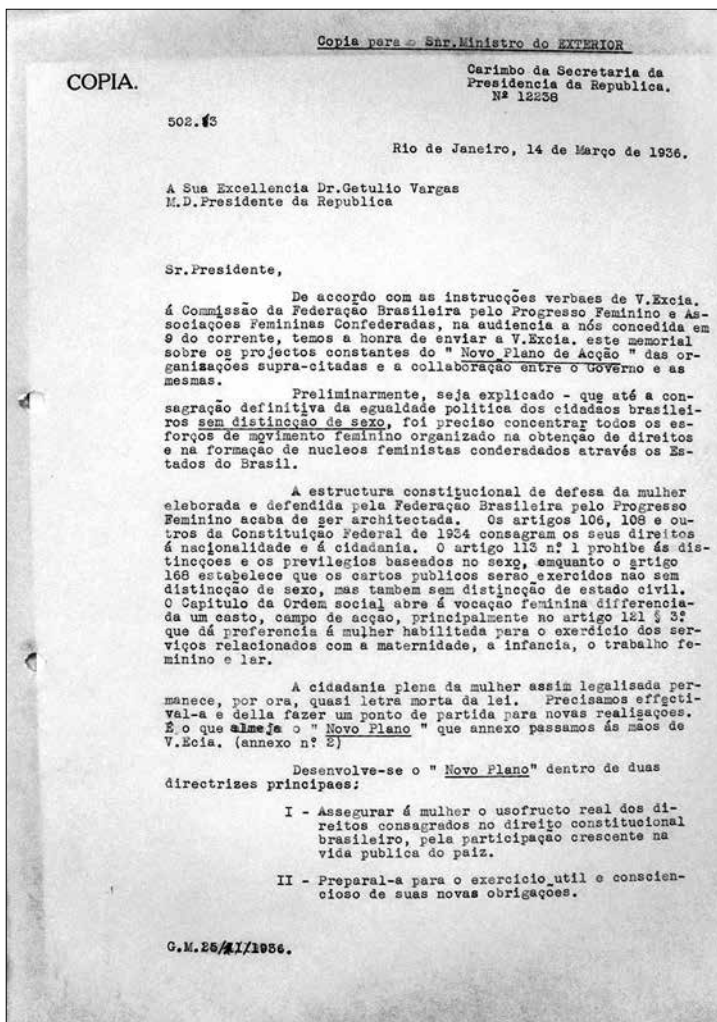 Copia para o Snr.Ministro do EXTERIOR
COPIA.
Carimbo da Secretaria da
Presidencia da Republica.
Nº 12238
502.13
Rio de Janeiro, 14 de Março de 1936.
A Sua Excellencia Dr.Getulio Vargas
M.D.Presidente da Republica
Sr.Presidente,
De accordo com as instrucções verbaes de V.Excia.
á Commissão da Federação Brasileira pelo Progresso Feminino e As-
sociações Femininas Confederadas, na audiencia a nós concedida em
9 do corrente, temos a honra de enviar a V.Excia. este memorial
sobre os projectos constantes do " Novo Plano de Acção " das or-
ganisações supra-citadas e a collaboração entre o Governo e as
mesmas.
Preliminarmente, seja explicado - que até a con-
sagração definitiva da egualdade politica dos cidadãos brasilei-
ros sem distincção de sexo, foi preciso concentrar todos os es-
forços de movimento feminino organizado na obtenção de direitos
e na formação de nucleos feministas conderadados através os Es-
tados do Brasil.
A estructura constitucional de defesa da mulher
eleborada e defendida pela Federação Brasileira pelo Progresso
Feminino acaba de ser architectada. Os artigos 106, 108 e ou-
tros da Constituição Federal de 1934 consagram os seus direitos
á nacionalidade e á cidadania. O artigo 113 n? 1 prohibe ás dis-
tincções e os previlegios baseados no sexo, emquanto o artigo
168 estabelece que os cartos publicos serão exercidos não sem
distincção de sexo, mas tambem sem distincção de estado civil.
O Capitulo da Ordem social abre á vocação feminina differencia-
da um casto, campo de acção, principalmente no artigo 121 § 3?
que dá preferencia á mulher habilitada para o exerdicio dos ser-
viços relacionados com a maternidade, a infancia, o trabalho fe-
minino e lar.
A cidadania plena da mulher assim legalisada per-
manece, por ora, quasi letra morta da lei. Precisamos effecti-
val-a e della fazer um ponto de partida para novas realisações.
É o que almeja o " Novo Plano " que annexo passamos ás mãos de
V.Ecia. (annexo n? 2)
Desenvolve-se o " Novo Plano" dentro de duas
directrizes principaes:
I - Assegurar á mulher o usofructo real dos di-
reitos consagrados no direito constitucional
brasileiro, pela participação crescente na
vida publica do paiz.
II - Preparal-a para o exercicio util e conscien-
cioso de suas novas obrigações.
G.M.25/ /1936.